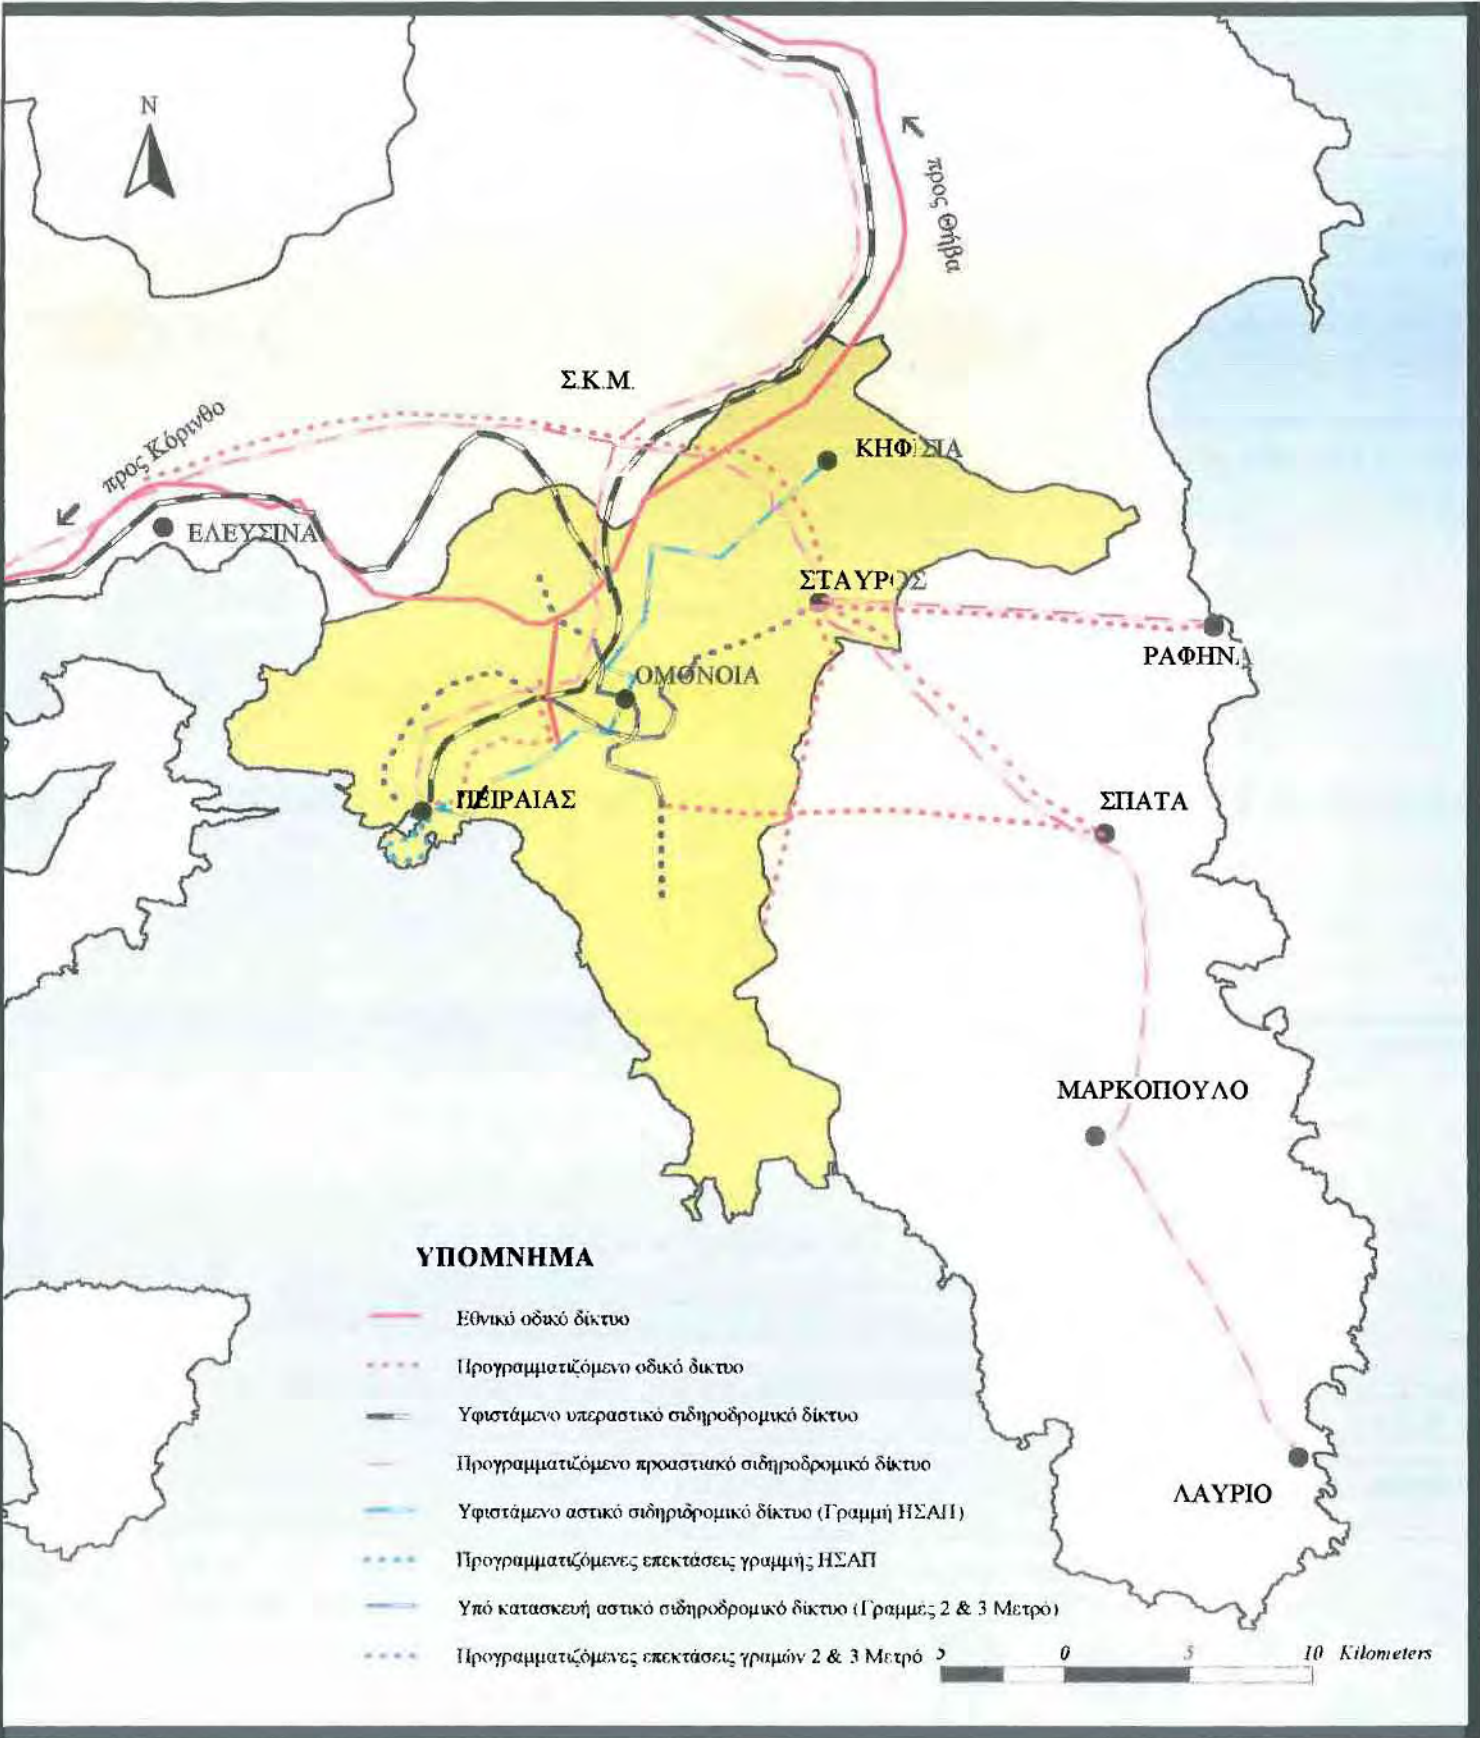 N
προς Θήβα
Σ.Κ.Μ.
προς Κόρινθο
ΚΗΦΙΣΙΑ
ΕΛΕΥΣΙΝΑ
ΣΤΑΥΡΟΣ
ΡΑΦΗΝΑ
ΟΜΟΝΟΙΑ
ΠΕΙΡΑΙΑΣ
ΣΠΑΤΑ
ΜΑΡΚΟΠΟΥΛΟ
ΛΑΥΡΙΟ
ΥΠΟΜΝΗΜΑ
Εθνικό οδικό δίκτυο
Προγραμματιζόμενο οδικό δίκτυο
Υφιστάμενο υπεραστικό σιδηροδρομικό δίκτυο
Προγραμματιζόμενο προαστιακό σιδηροδρομικό δίκτυο
Υφιστάμενο αστικό σιδηριδρομικό δίκτυο (Γραμμή ΗΣΑΠ)
Προγραμματιζόμενες επεκτάσεις γραμμής ΗΣΑΠ
Υπό κατασκευή αστικό σιδηροδρομικό δίκτυο (Γραμμές 2 & 3 Μετρό)
Προγραμματιζόμενες επεκτάσεις γραμών 2 & 3 Μετρό
5 0 5 10 Kilometers